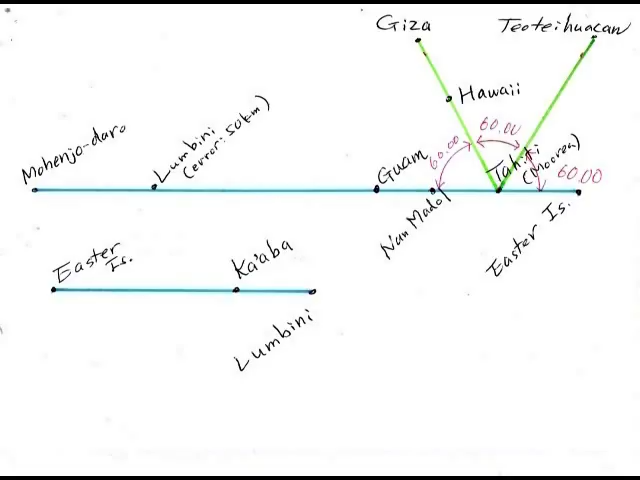 Giza
Teoteihuacan
Hawaii
60.00
60.00
Mohenjo-daro
Lumbini
(error:50km)
Guam
Nan Madol
Tahiti
(Moorea)
60.00
Easter Is.
Easter
Is.
Ka'aba
Lumbini